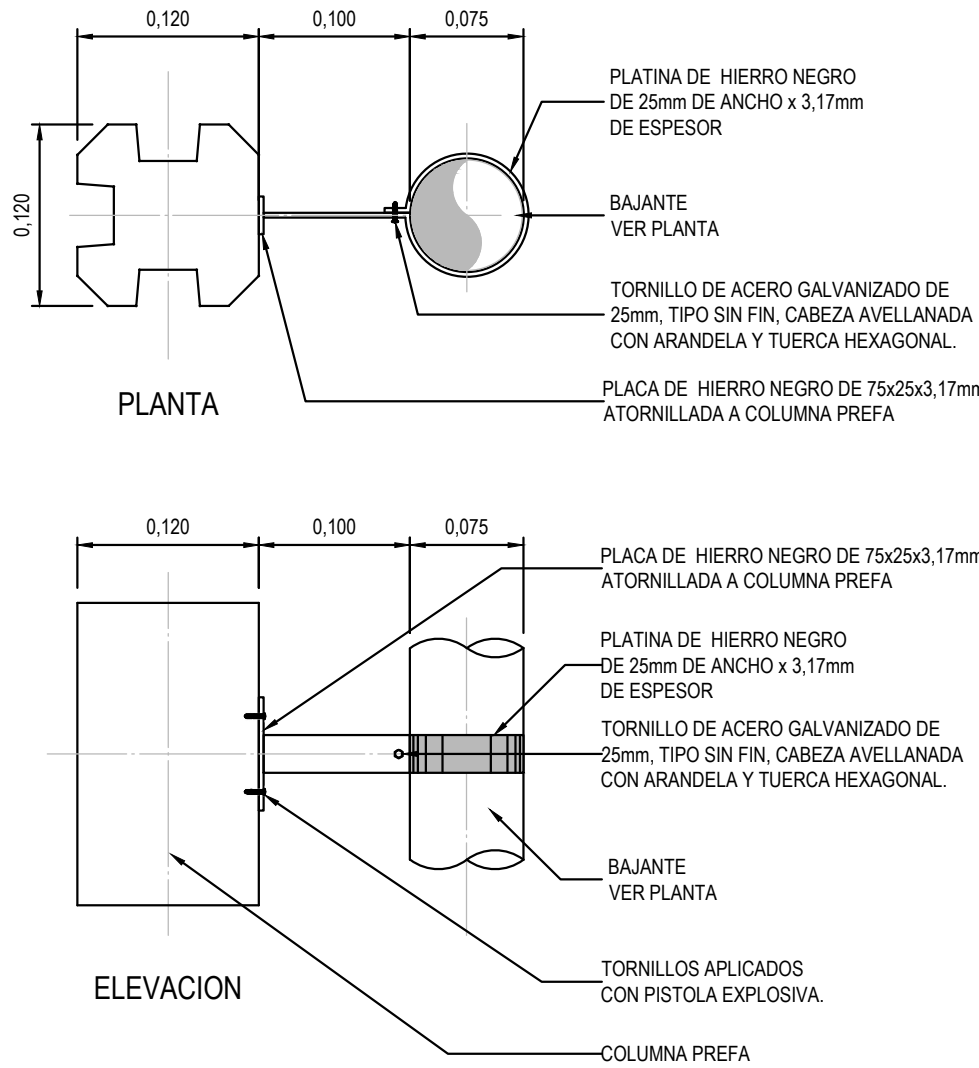 0,120
0,100
0,075
PLATINA DE HIERRO NEGRO
DE 25mm DE ANCHO x 3,17mm
DE ESPESOR
0,120
BAJANTE
VER PLANTA
TORNILLO DE ACERO GALVANIZADO DE
25mm, TIPO SIN FIN, CABEZA AVELLANADA
CON ARANDELA Y TUERCA HEXAGONAL.
PLANTA
PLACA DE HIERRO NEGRO DE 75x25x3,17mm
ATORNILLADA A COLUMNA PREFA
0,120
0,100
0,075
PLACA DE HIERRO NEGRO DE 75x25x3,17mm
ATORNILLADA A COLUMNA PREFA
PLATINA DE HIERRO NEGRO
DE 25mm DE ANCHO x 3,17mm
DE ESPESOR
TORNILLO DE ACERO GALVANIZADO DE
25mm, TIPO SIN FIN, CABEZA AVELLANADA
CON ARANDELA Y TUERCA HEXAGONAL.
BAJANTE
VER PLANTA
ELEVACION
TORNILLOS APLICADOS
CON PISTOLA EXPLOSIVA.
COLUMNA PREFA